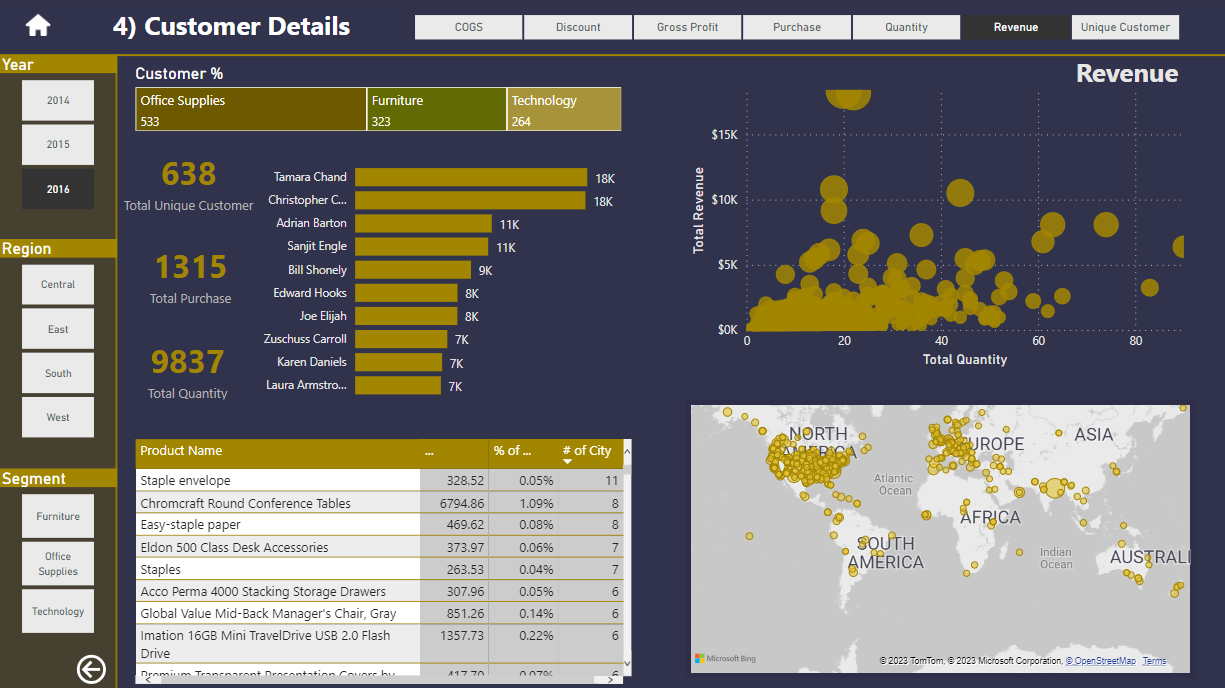 4) Customer Details
COGS
Discount
Gross Profit
Purchase
Quantity
Revenue
Unique Customer
Year
2014
2015
2016
Region
Central
East
South
West
Segment
Furniture
Office
Supplies
Technology
Customer %
Office Supplies
533
Furniture
323
Technology
264
638
Total Unique Customer
1315
Total Purchase
9837
Total Quantity
Tamara Chand 18K
Christopher C... 18K
Adrian Barton 11K
Sanjit Engle 11K
Bill Shonely 9K
Edward Hooks 8K
Joe Elijah 8K
Zuschuss Carroll 7K
Karen Daniels 7K
Laura Armstro... 7K
Revenue
Total Revenue
$15K
$10K
$5K
$0K
0 20 40 60 80
Total Quantity
Product Name ... % of ... # of City
Staple envelope 328.52 0.05% 11
Chromcraft Round Conference Tables 6794.86 1.09% 8
Easy-staple paper 469.62 0.08% 8
Eldon 500 Class Desk Accessories 373.97 0.06% 7
Staples 263.53 0.04% 7
Acco Perma 4000 Stacking Storage Drawers 307.96 0.05% 6
Global Value Mid-Back Manager's Chair, Gray 851.26 0.14% 6
Imation 16GB Mini TravelDrive USB 2.0 Flash 1357.73 0.22% 6
Drive
Premium Transparent Presentation Covers by 417.70 0.07% 6
NORTH
AMERICA
EUROPE
ASIA
Atlantic
Ocean
AFRICA
SOUTH
AMERICA
Indian
Ocean
AUSTRALI
Microsoft Bing
© 2023 TomTom, © 2023 Microsoft Corporation, © OpenStreetMap Terms